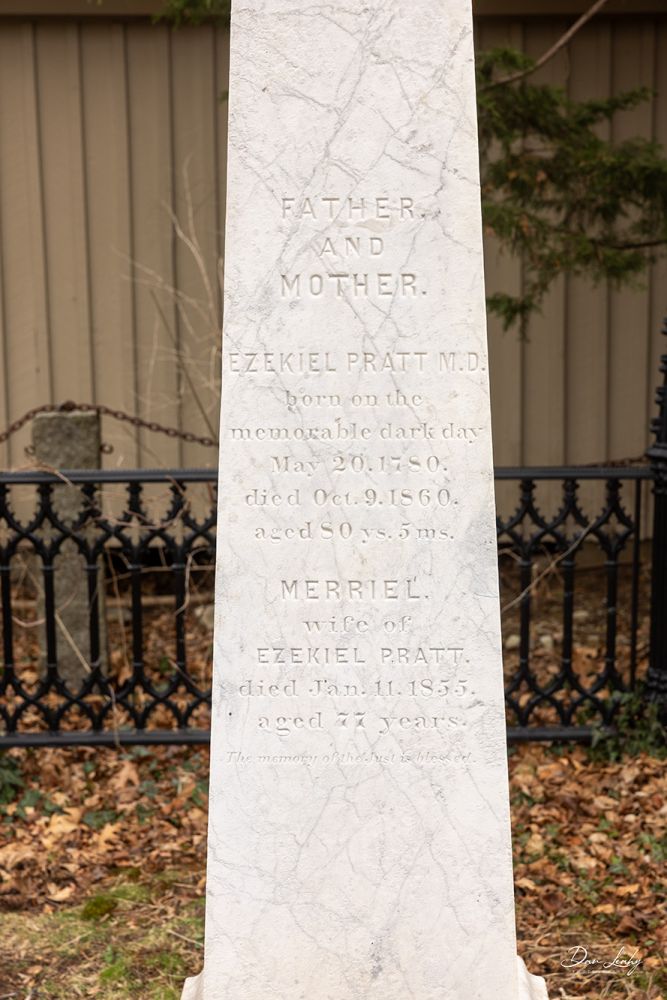 FATHER.
AND
MOTHER.
EZEKIEL PRATT M.D.
born on the
memorable dark day
May 20. 1780.
died Oct. 9. 1860.
aged 80 ys. 5 ms.
MERRIEL.
wife of
EZEKIEL PRATT.
died Jan. 11. 1855.
aged 77 years.
The memory of the Just is blessed.